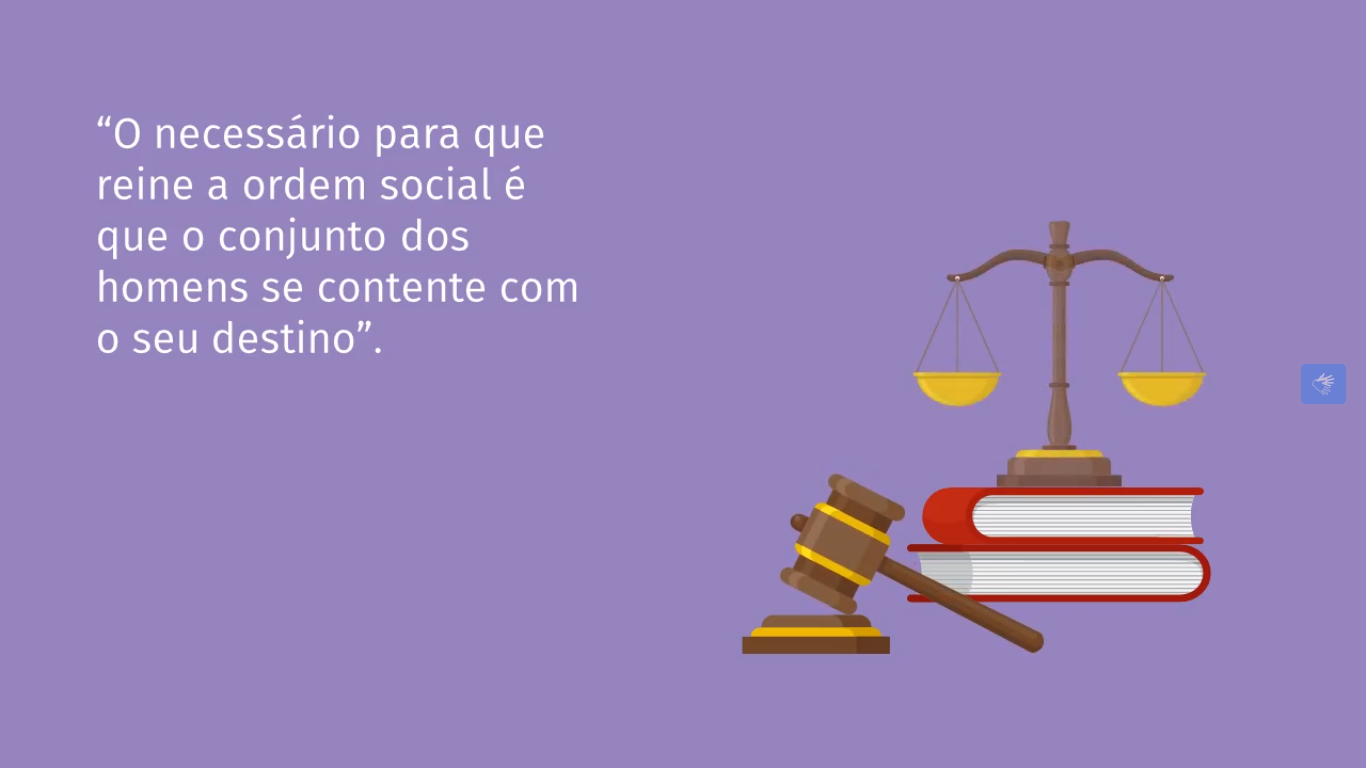 “O necessário para que
reine a ordem social é
que o conjunto dos
homens se contente com
o seu destino”.